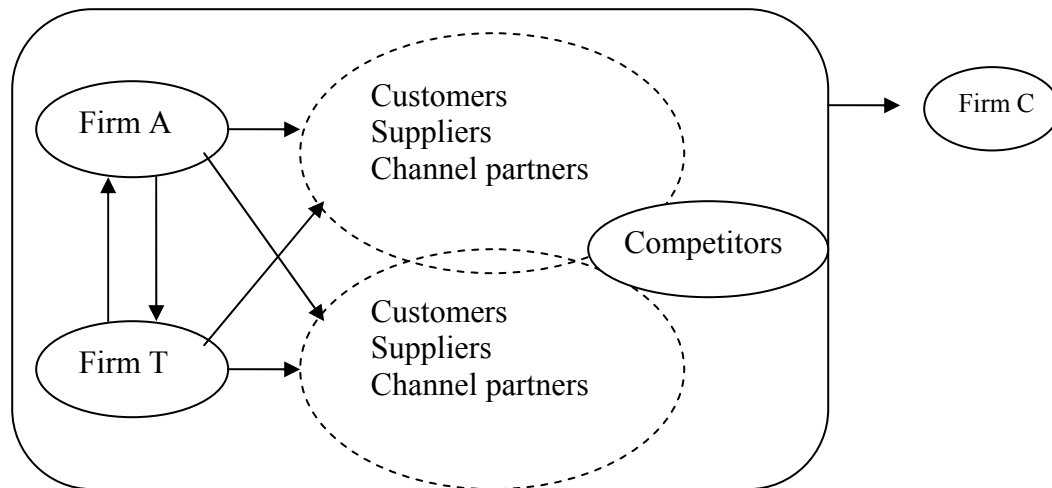 Firm A
Customers
Suppliers
Channel partners
Firm C
Competitors
Firm T
Customers
Suppliers
Channel partners